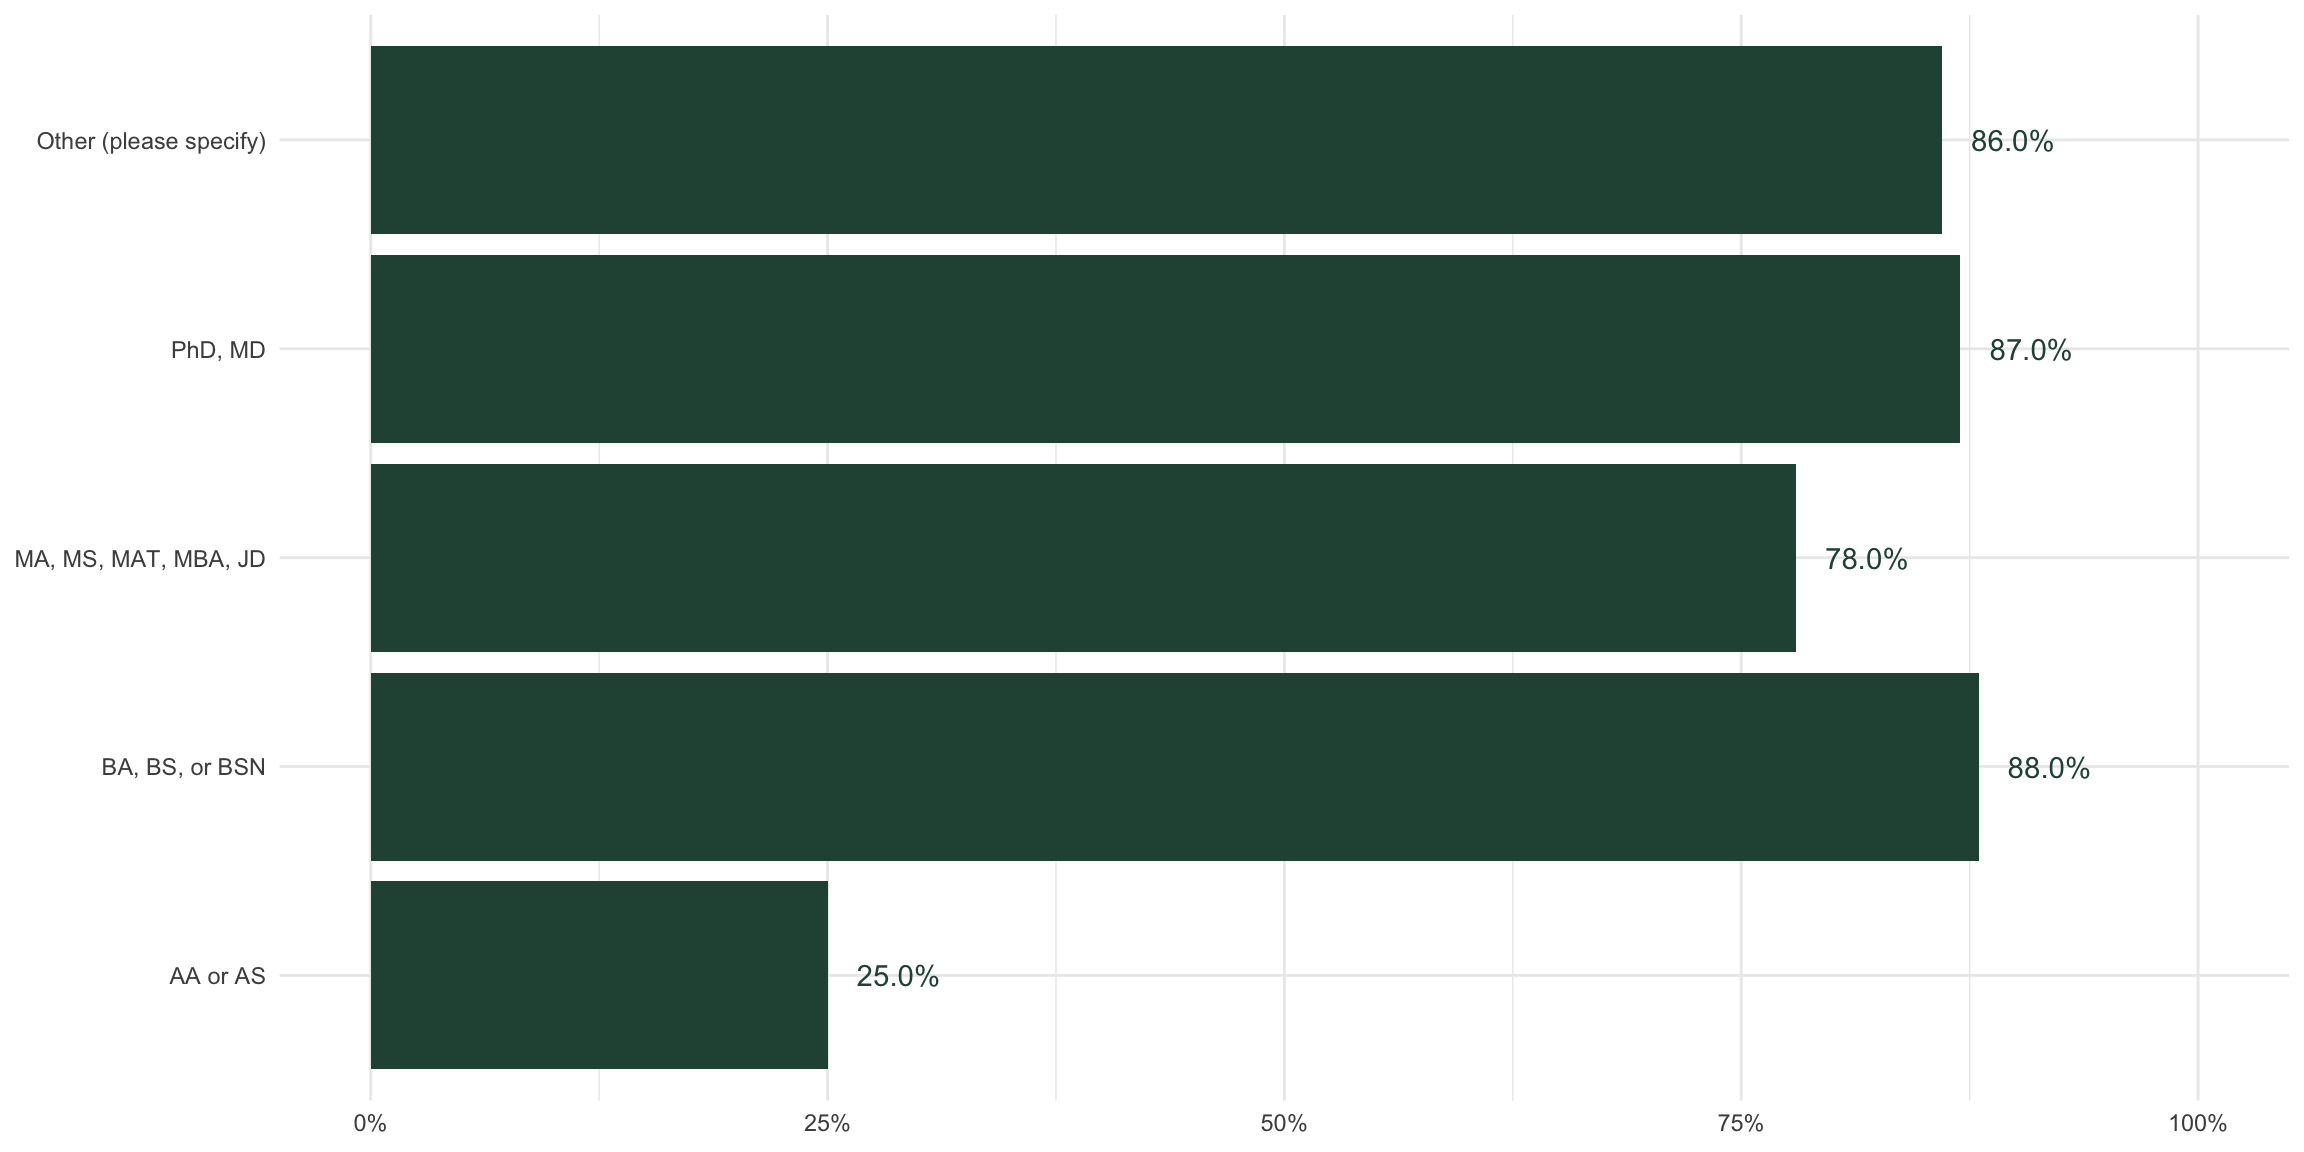 Other (please specify) 86.0%
PhD, MD 87.0%
MA, MS, MAT, MBA, JD 78.0%
BA, BS, or BSN 88.0%
AA or AS 25.0%
0% 25% 50% 75% 100%